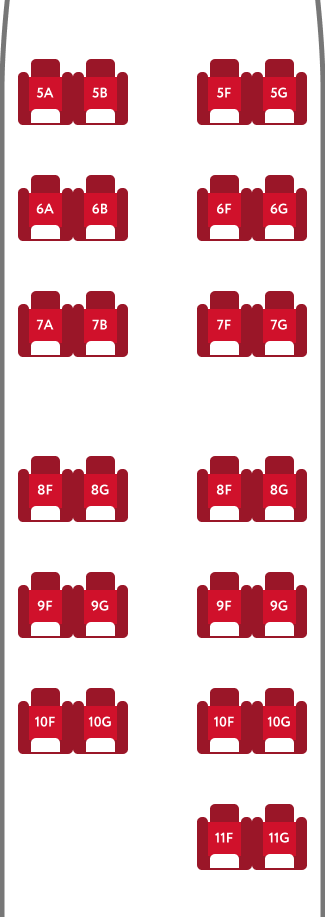 5A 5B 5F 5G
6A 6B 6F 6G
7A 7B 7F 7G
8F 8G 8F 8G
9F 9G 9F 9G
10F 10G 10F 10G
11F 11G